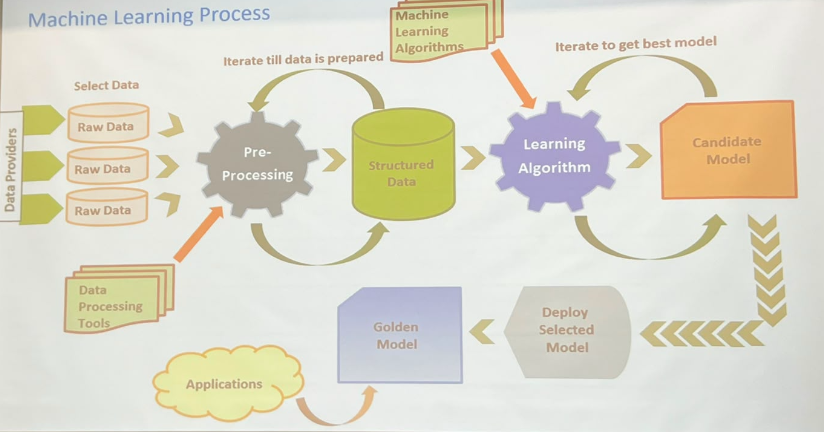 Machine Learning Process
Machine
Learning
Algorithms
Iterate till data is prepared
Iterate to get best model
Select Data
Data Providers
Raw Data
Raw Data
Raw Data
Pre-
Processing
Structured
Data
Learning
Algorithm
Candidate
Model
Data
Processing
Tools
Golden
Model
Deploy
Selected
Model
Applications